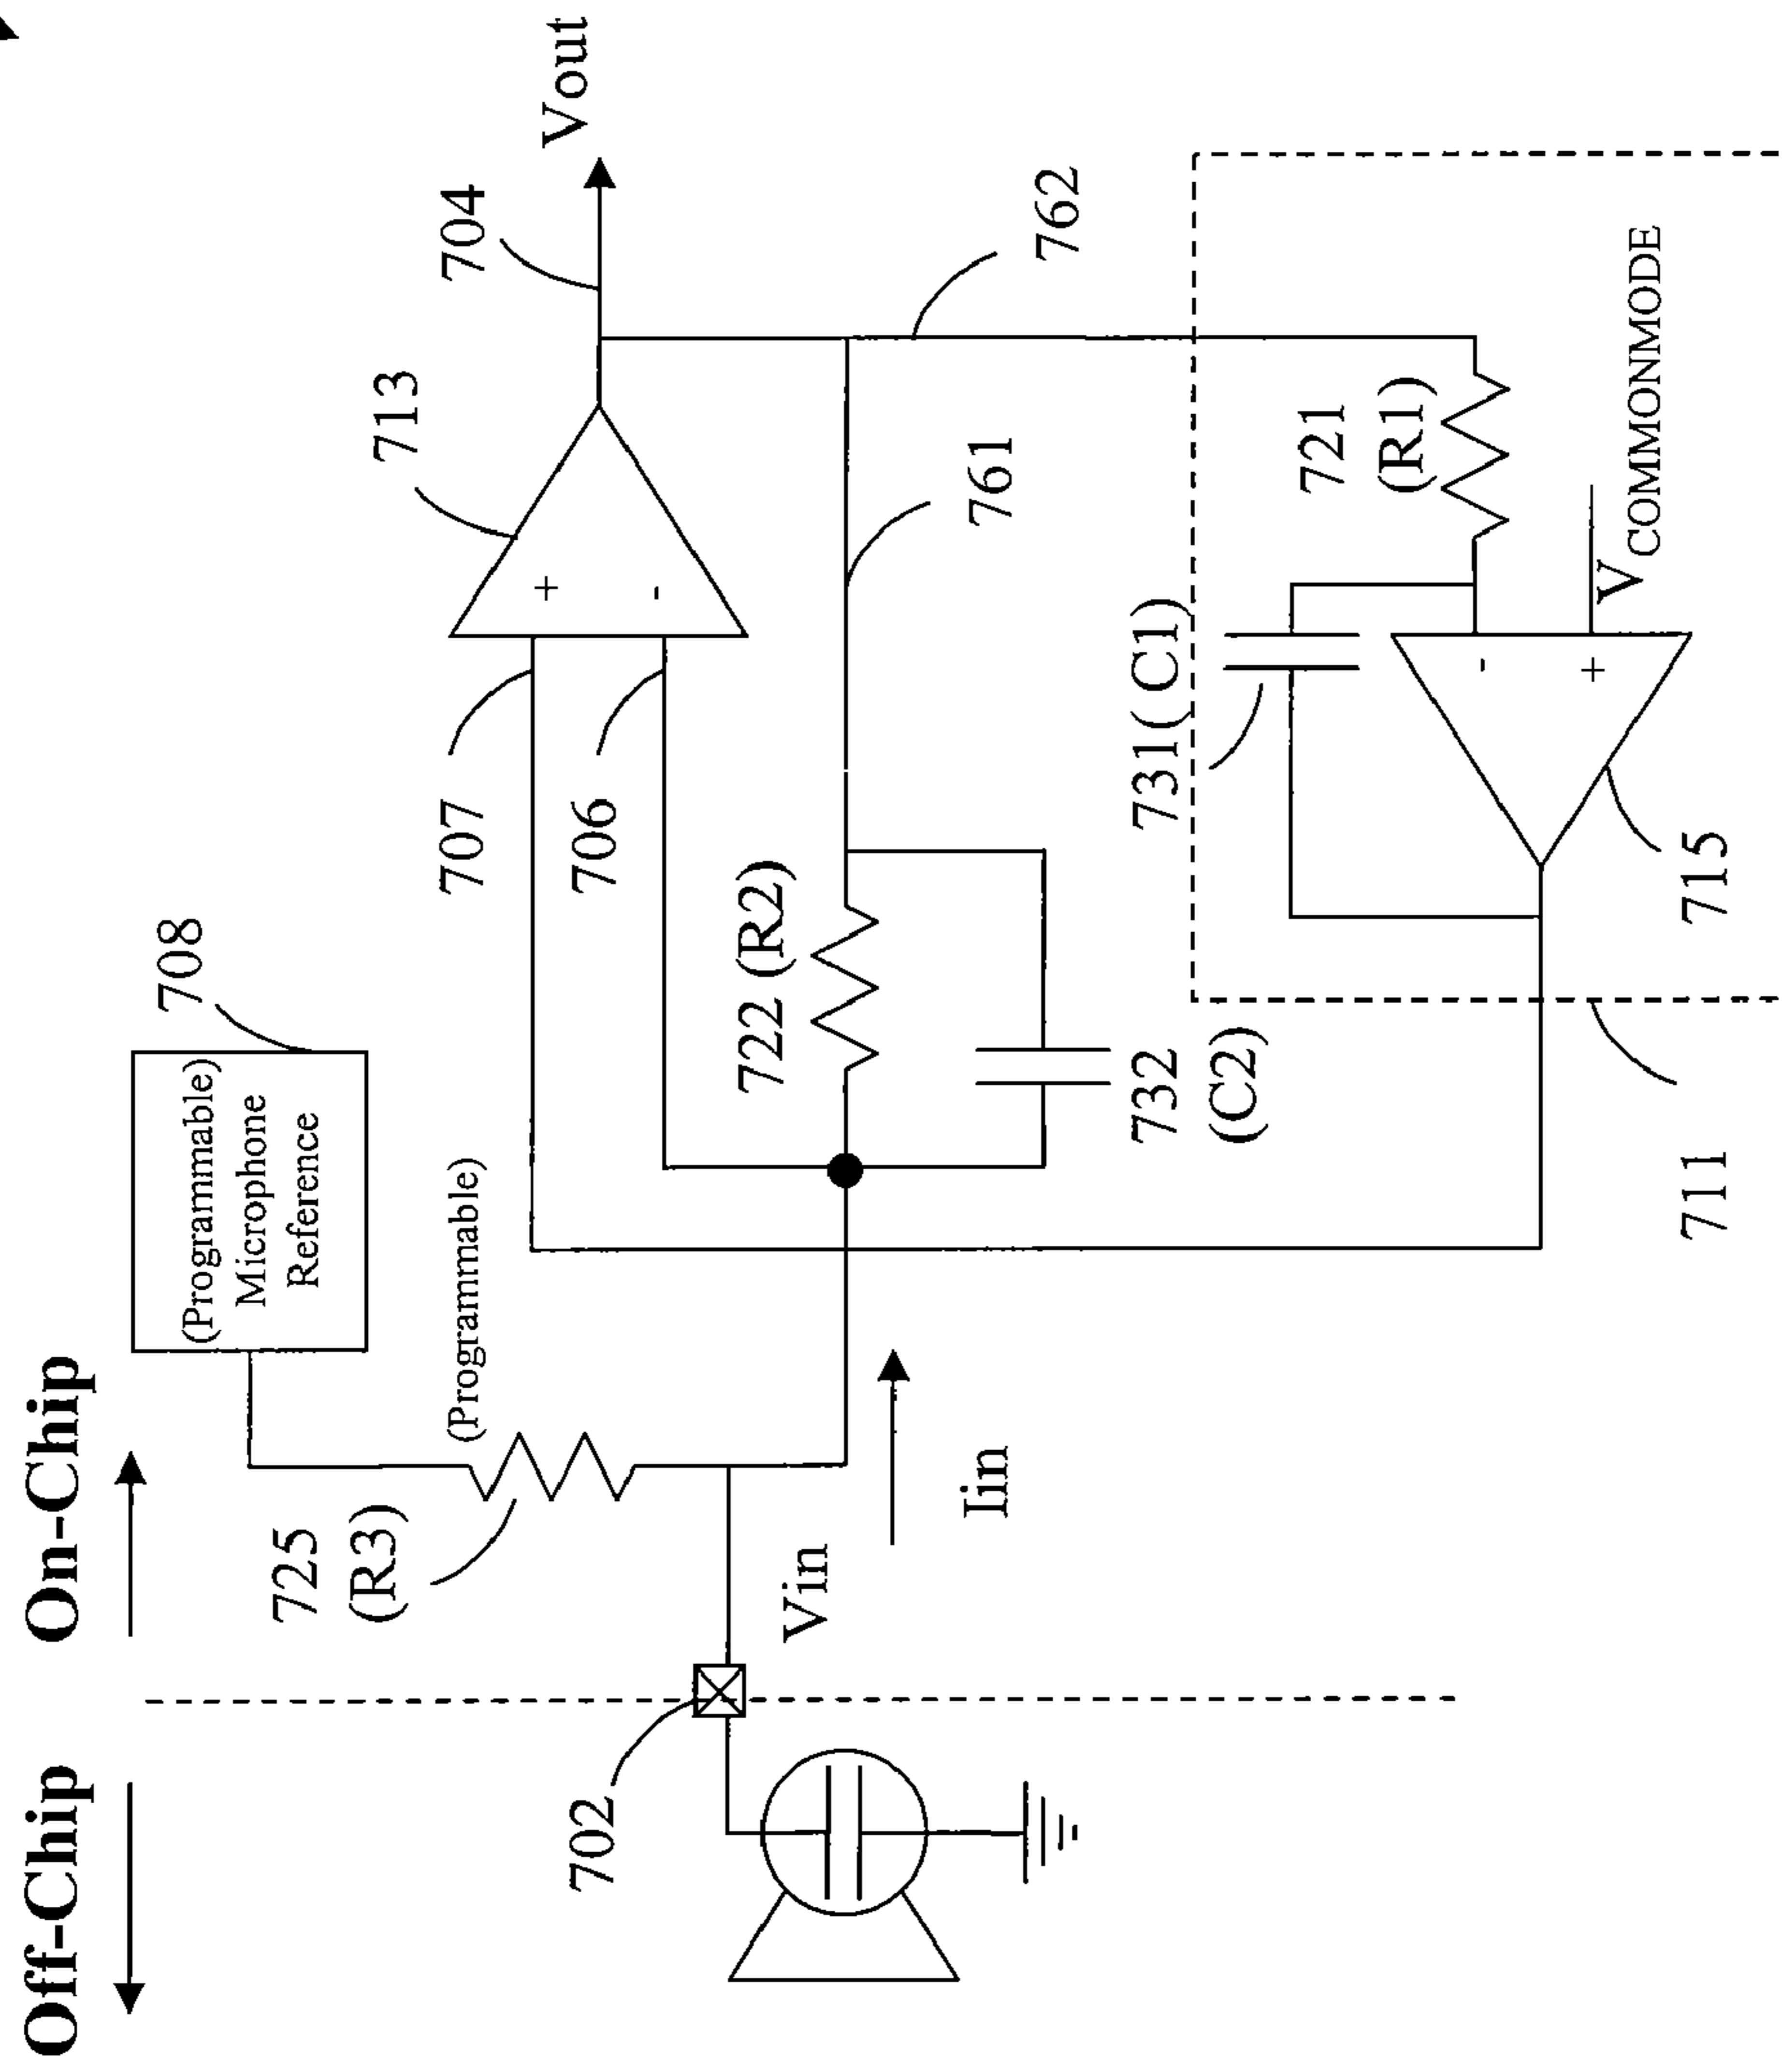 Off-Chip
On-Chip
(Programmable)
Microphone
Reference
708
725
(R3)
(Programmable)
702
Vin
Iin
707
706
713
704
Vout
722 (R2)
732
(C2)
761
762
731(C1)
721
(R1)
VCOMMONMODE
715
711
+
-
-
+